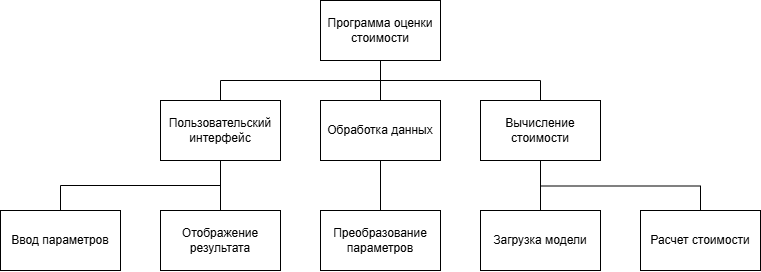 Программа оценки
стоимости
Пользовательский
интерфейс
Обработка данных
Вычисление
стоимости
Ввод параметров
Отображение
результата
Преобразование
параметров
Загрузка модели
Расчет стоимости